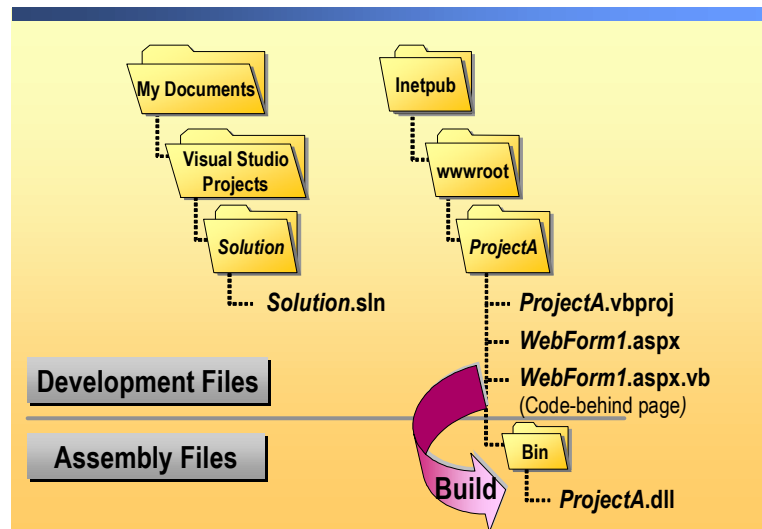 My Documents
Visual Studio
Projects
Solution
Solution.sln
Inetpub
wwwroot
ProjectA
ProjectA.vbproj
WebForm1.aspx
WebForm1.aspx.vb
(Code-behind page)
Development Files
Assembly Files
Build
Bin
ProjectA.dll